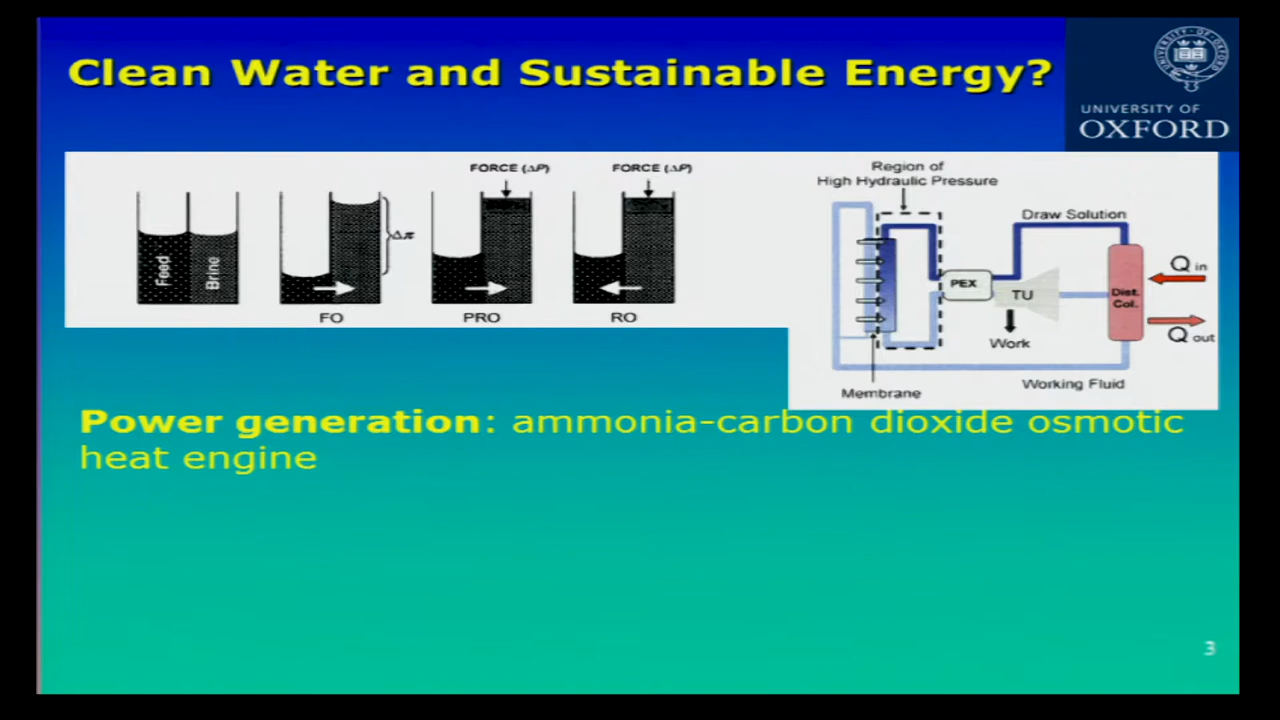 Clean Water and Sustainable Energy?
UNIVERSITY OF
OXFORD
FORCE (ΔP)
FORCE (ΔP)
Feed
Brine
Δπ
FO
PRO
RO
Region of
High Hydraulic Pressure
Draw Solution
PEX
TU
Dist.
Col.
Q in
Q out
Work
Working Fluid
Membrane
Power generation: ammonia-carbon dioxide osmotic
heat engine
3